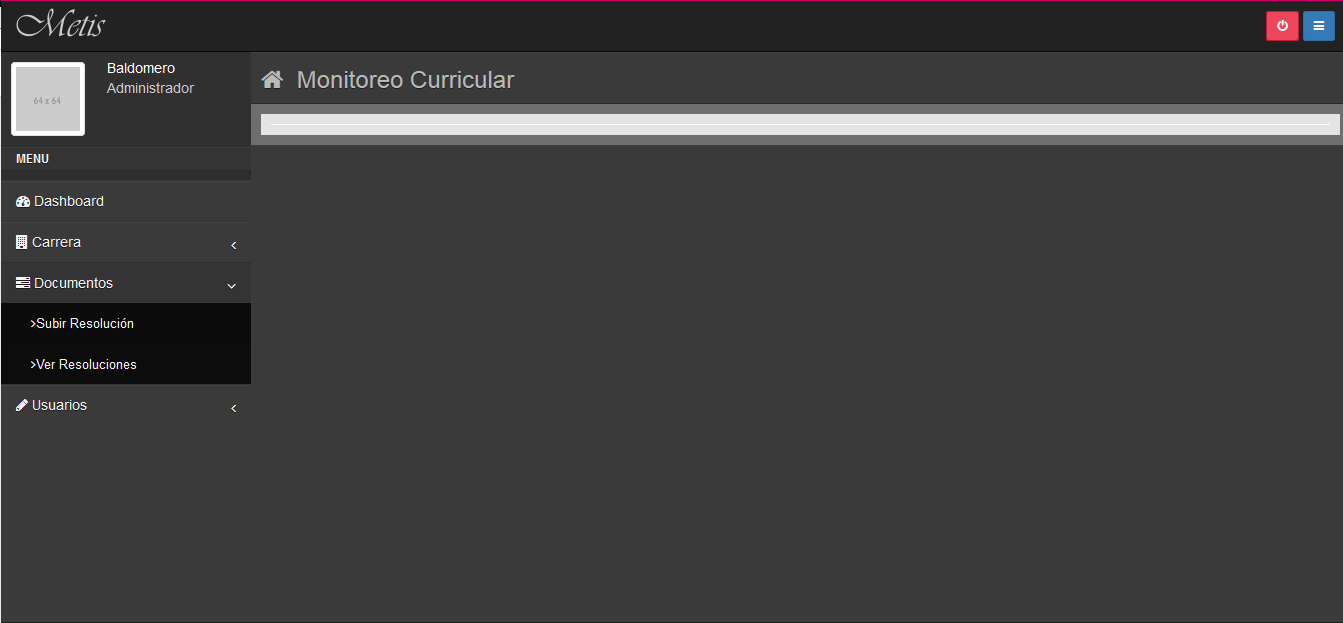 Metis
Baldomero
Administrador
64 x 64
Monitoreo Curricular
MENU
Dashboard
Carrera
Documentos
>Subir Resolución
>Ver Resoluciones
Usuarios